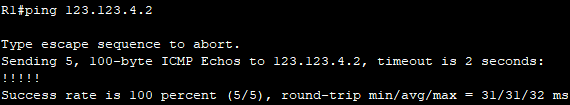 R1#ping 123.123.4.2
Type escape sequence to abort.
Sending 5, 100-byte ICMP Echos to 123.123.4.2, timeout is 2 seconds:
!!!!!
Success rate is 100 percent (5/5), round-trip min/avg/max = 31/31/32 ms